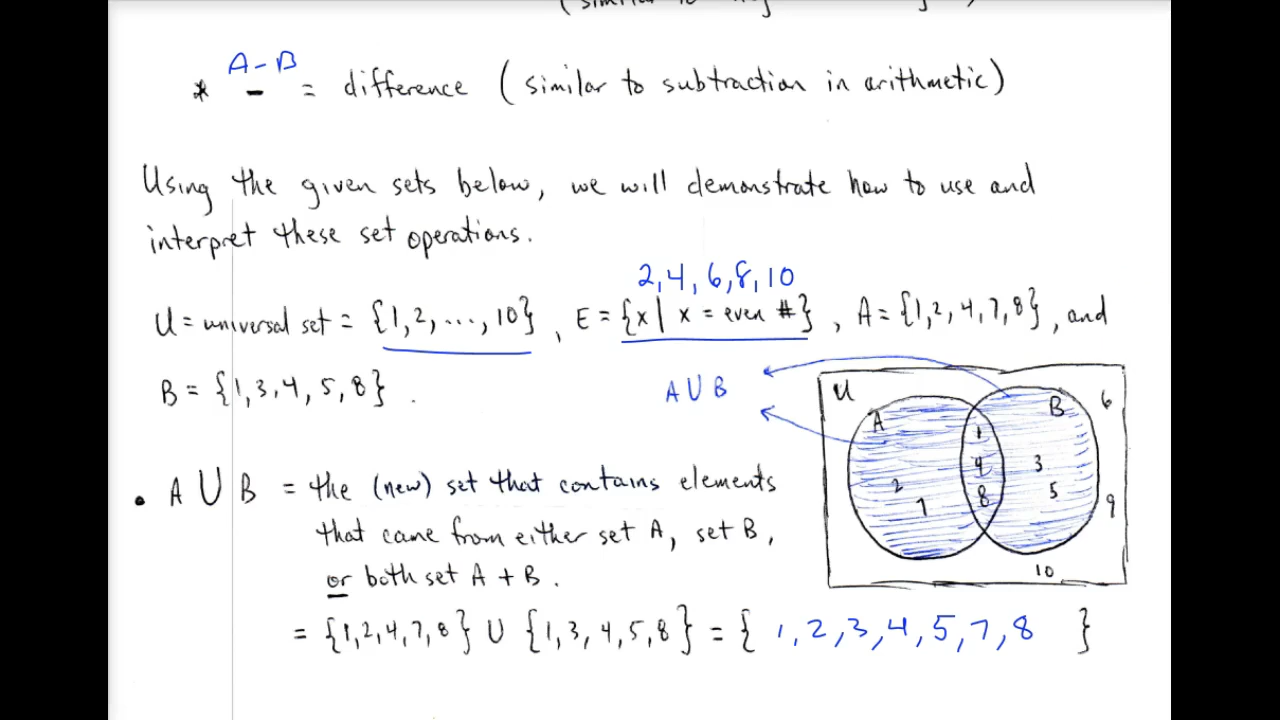 (similar to
A - B
* - = difference (similar to subtraction in arithmetic)
Using the given sets below, we will demonstrate how to use and
interpret these set operations.
2, 4, 6, 8, 10
U = universal set = {1, 2, ..., 10}, E = {x | x = even #}, A = {1, 2, 4, 7, 8}, and
B = {1, 3, 4, 5, 8}.
A U B
U
A
B
6
1
4
3
2
8
5
7
9
10
• A U B = the (new) set that contains elements
that came from either set A, set B,
or both set A + B.
= {1, 2, 4, 7, 8} U {1, 3, 4, 5, 8} = { 1, 2, 3, 4, 5, 7, 8 }